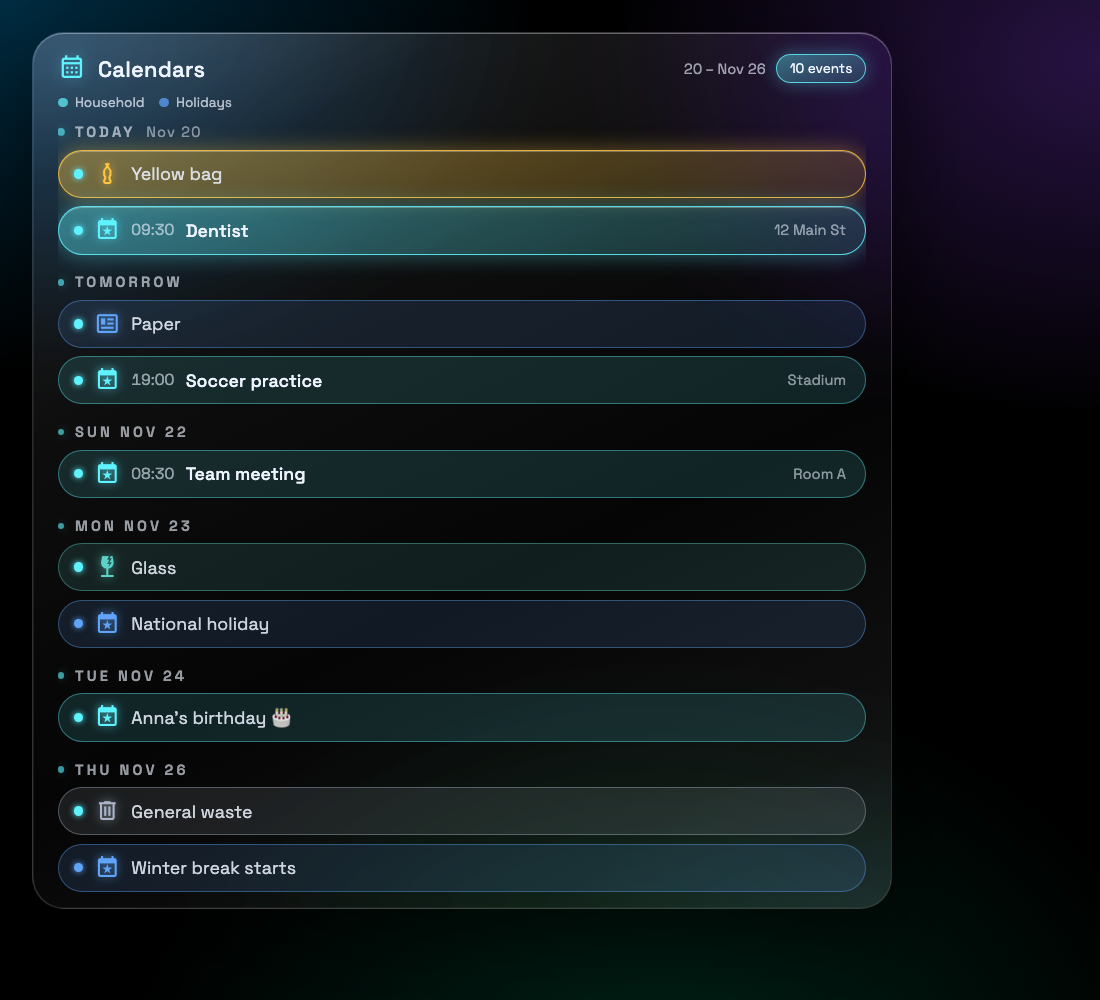 Calendars
20 – Nov 26
10 events
Household
Holidays
TODAY Nov 20
Yellow bag
09:30 Dentist 12 Main St
TOMORROW
Paper
19:00 Soccer practice Stadium
SUN NOV 22
08:30 Team meeting Room A
MON NOV 23
Glass
National holiday
TUE NOV 24
Anna's birthday 🎂
THU NOV 26
General waste
Winter break starts